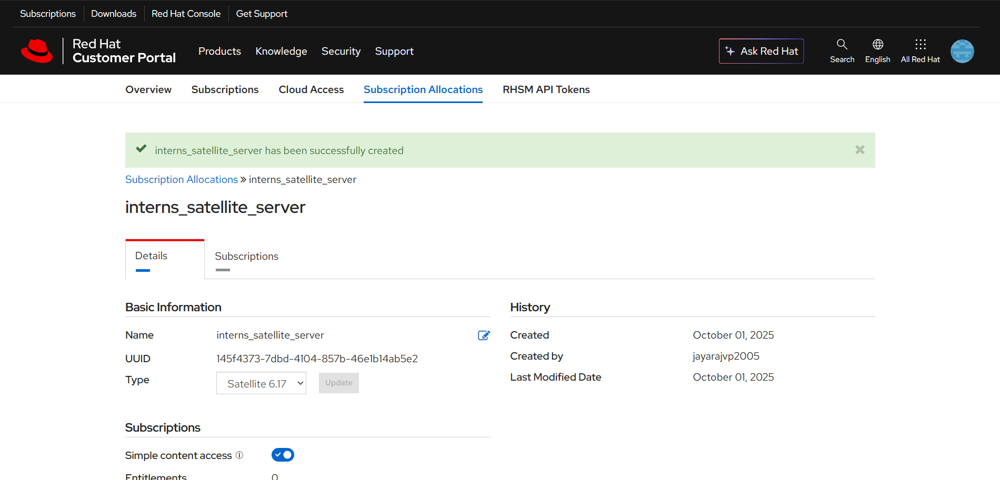 Subscriptions Downloads Red Hat Console Get Support
Red Hat
Customer Portal
Products Knowledge Security Support
Ask Red Hat
Search English All Red Hat
Overview Subscriptions Cloud Access Subscription Allocations RHSM API Tokens
interns_satellite_server has been successfully created
Subscription Allocations » interns_satellite_server
interns_satellite_server
Details Subscriptions
Basic Information
Name interns_satellite_server
UUID 145f4373-7dbd-4104-857b-46e1b14ab5e2
Type Satellite 6.17 Update
History
Created October 01, 2025
Created by jayarajvp2005
Last Modified Date October 01, 2025
Subscriptions
Simple content access
Entitlements 0